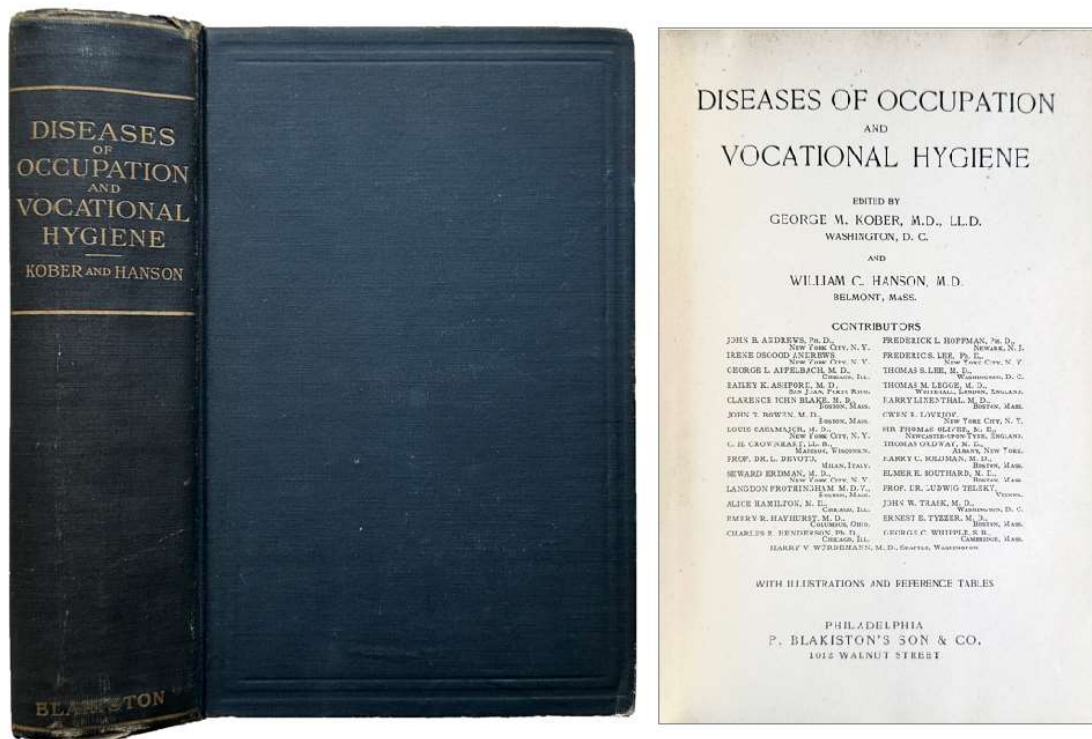 DISEASES
OF
OCCUPATION
AND
VOCATIONAL
HYGIENE
KOBER AND HANSON
BLAKISTON
DISEASES OF OCCUPATION
AND
VOCATIONAL HYGIENE
EDITED BY
GEORGE M. KOBER, M.D., LL.D.
WASHINGTON, D. C.
AND
WILLIAM C. HANSON, M.D.
BELMONT, MASS.
CONTRIBUTORS
JOHN B. ANDREWS, PH. D.,
NEW YORK CITY, N. Y.
IRENE OSGOOD ANDREWS
NEW YORK CITY, N. Y.
GEORGE L. APFELBACH, M. D.,
CHICAGO, ILL.
BAILEY K. ASHFORD, M. D.,
SAN JUAN, PORTO RICO.
CLARENCE JOHN BLAKE, M. D.,
BOSTON, MASS.
JOHN T. BOWEN, M. D.,
BOSTON, MASS.
LOUIS CASAMAJOR, M. D.,
NEW YORK CITY, N. Y.
C. H. CROWNHART, LL. B.,
MADISON, WISCONSIN.
PROF. DR. L. DEVOTO,
MILAN, ITALY.
SEWARD ERDMAN, M. D.,
NEW YORK CITY, N. Y.
LANGDON FROTHINGHAM, M. D. V.,
BOSTON, MASS.
ALICE HAMILTON, M. D.,
CHICAGO, ILL.
EMERY R. HAYHURST, M. D.,
COLUMBUS, OHIO.
CHARLES R. HENDERSON, PH. D.,
CHICAGO, ILL.
FREDERICK L. HOFFMAN, PH. D.,
NEWARK, N. J.
FREDERIC S. LEE, PH. D.,
NEW YORK CITY, N. Y.
THOMAS S. LEE, M. D.,
WASHINGTON, D. C.
THOMAS M. LEGGE, M. D.,
WHITEHALL, LONDON, ENGLAND.
HARRY LINENTHAL, M. D.,
BOSTON, MASS.
OWEN R. LOVEJOY,
NEW YORK CITY, N. Y.
SIR THOMAS OLIVER, M. D.,
NEWCASTLE-UPON-TYNE, ENGLAND.
THOMAS ORDWAY, M. D.,
ALBANY, NEW YORK.
HARRY C. SOLOMAN, M. D.,
BOSTON, MASS.
ELMER E. SOUTHARD, M. D.,
BOSTON, MASS.
PROF. DR. LUDWIG TELEKY,
VIENNA.
JOHN W. TRASK, M. D.,
WASHINGTON, D. C.
ERNEST E. TYZZER, M. D.,
BOSTON, MASS.
GEORGE C. WHIPPLE, S. B.,
CAMBRIDGE, MASS.
HARRY V. WÜRDEMANN, M. D., SEATTLE, WASHINGTON
WITH ILLUSTRATIONS AND REFERENCE TABLES
PHILADELPHIA
P. BLAKISTON'S SON & CO.
1012 WALNUT STREET